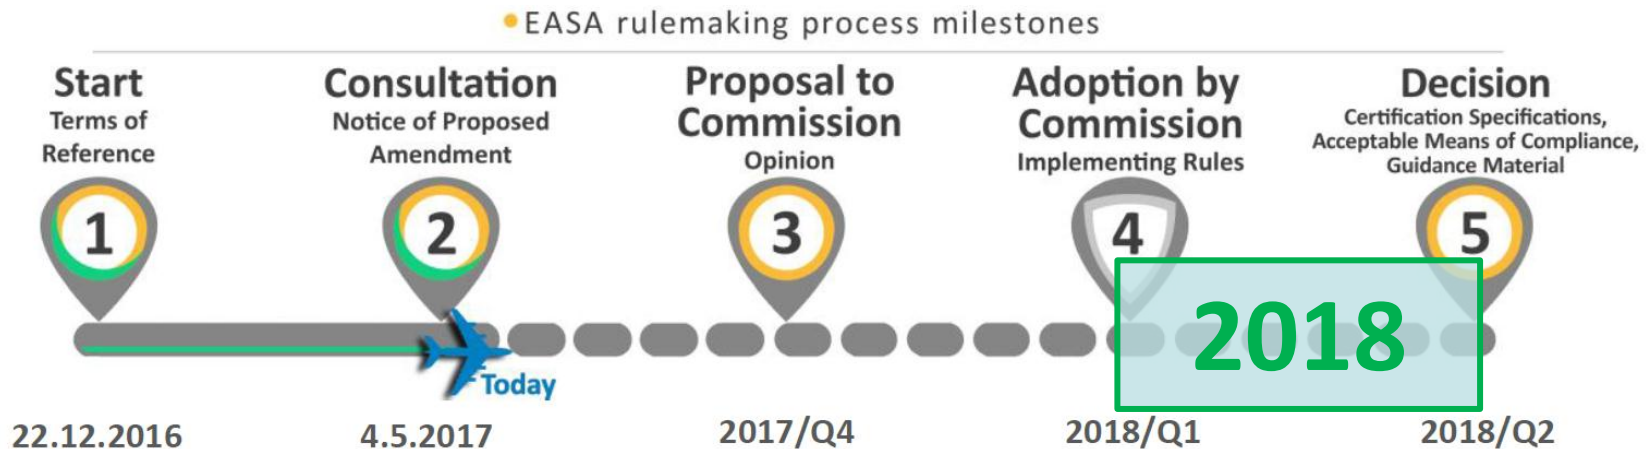 EASA rulemaking process milestones
Start
Terms of
Reference
Consultation
Notice of Proposed
Amendment
Proposal to
Commission
Opinion
Adoption by
Commission
Implementing Rules
Decision
Certification Specifications,
Acceptable Means of Compliance,
Guidance Material
1
2
3
4
5
2018
Today
22.12.2016
4.5.2017
2017/Q4
2018/Q1
2018/Q2